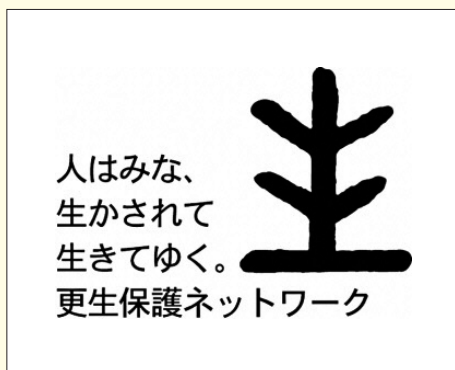 人はみな、
生かされて
生きてゆく。
更生保護ネットワーク